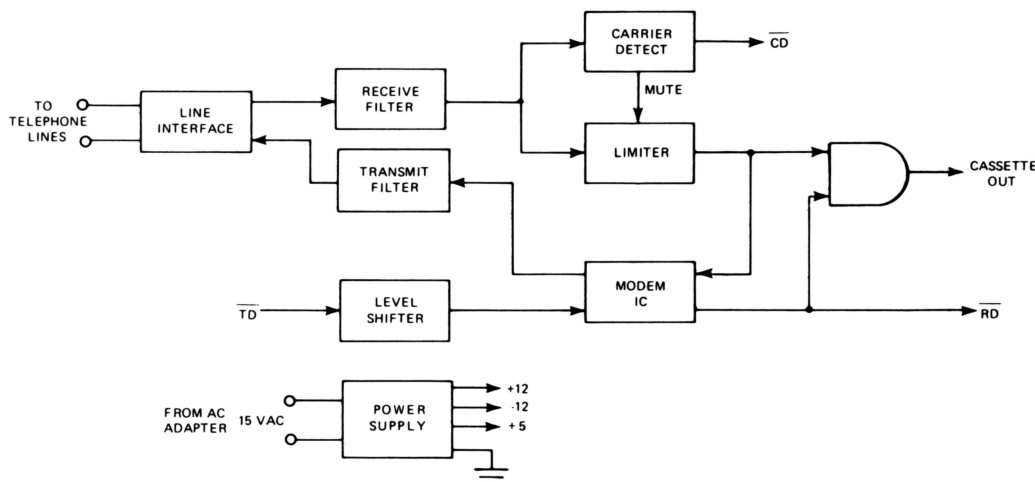 CARRIER
DETECT
CD
MUTE
TO
TELEPHONE
LINES
LINE
INTERFACE
RECEIVE
FILTER
LIMITER
TRANSMIT
FILTER
CASSETTE
OUT
TD
LEVEL
SHIFTER
MODEM
IC
RD
FROM AC
ADAPTER
15 VAC
POWER
SUPPLY
+12
-12
+5